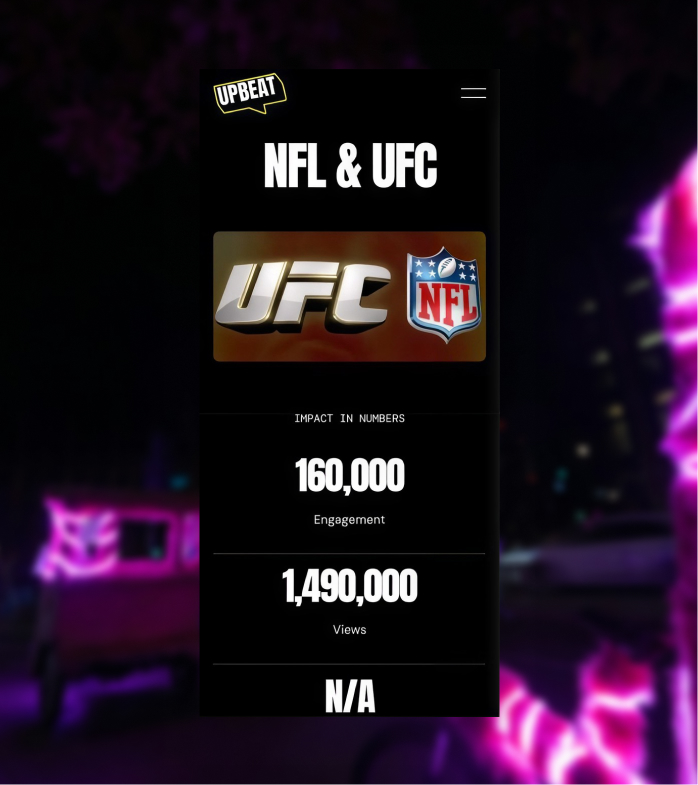 UPBEAT
NFL & UFC
UFC
NFL
IMPACT IN NUMBERS
160,000
Engagement
1,490,000
Views
N/A